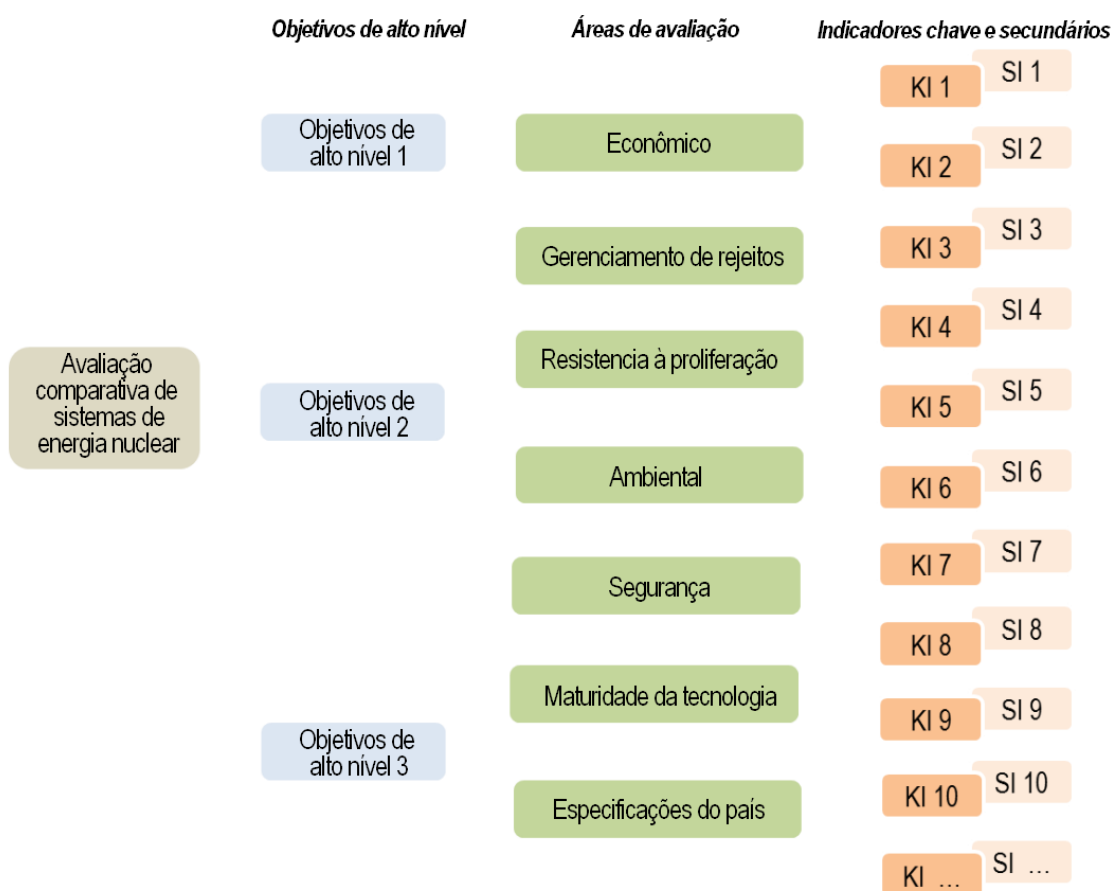 Objetivos de alto nível
Áreas de avaliação
Indicadores chave e secundários
Avaliação
comparativa de
sistemas de
energia nuclear
Objetivos de
alto nível 1
Objetivos de
alto nível 2
Objetivos de
alto nível 3
Econômico
Gerenciamento de rejeitos
Resistencia à proliferação
Ambiental
Segurança
Maturidade da tecnologia
Especificações do país
KI 1
SI 1
KI 2
SI 2
KI 3
SI 3
KI 4
SI 4
KI 5
SI 5
KI 6
SI 6
KI 7
SI 7
KI 8
SI 8
KI 9
SI 9
KI 10
SI 10
KI ...
SI ...